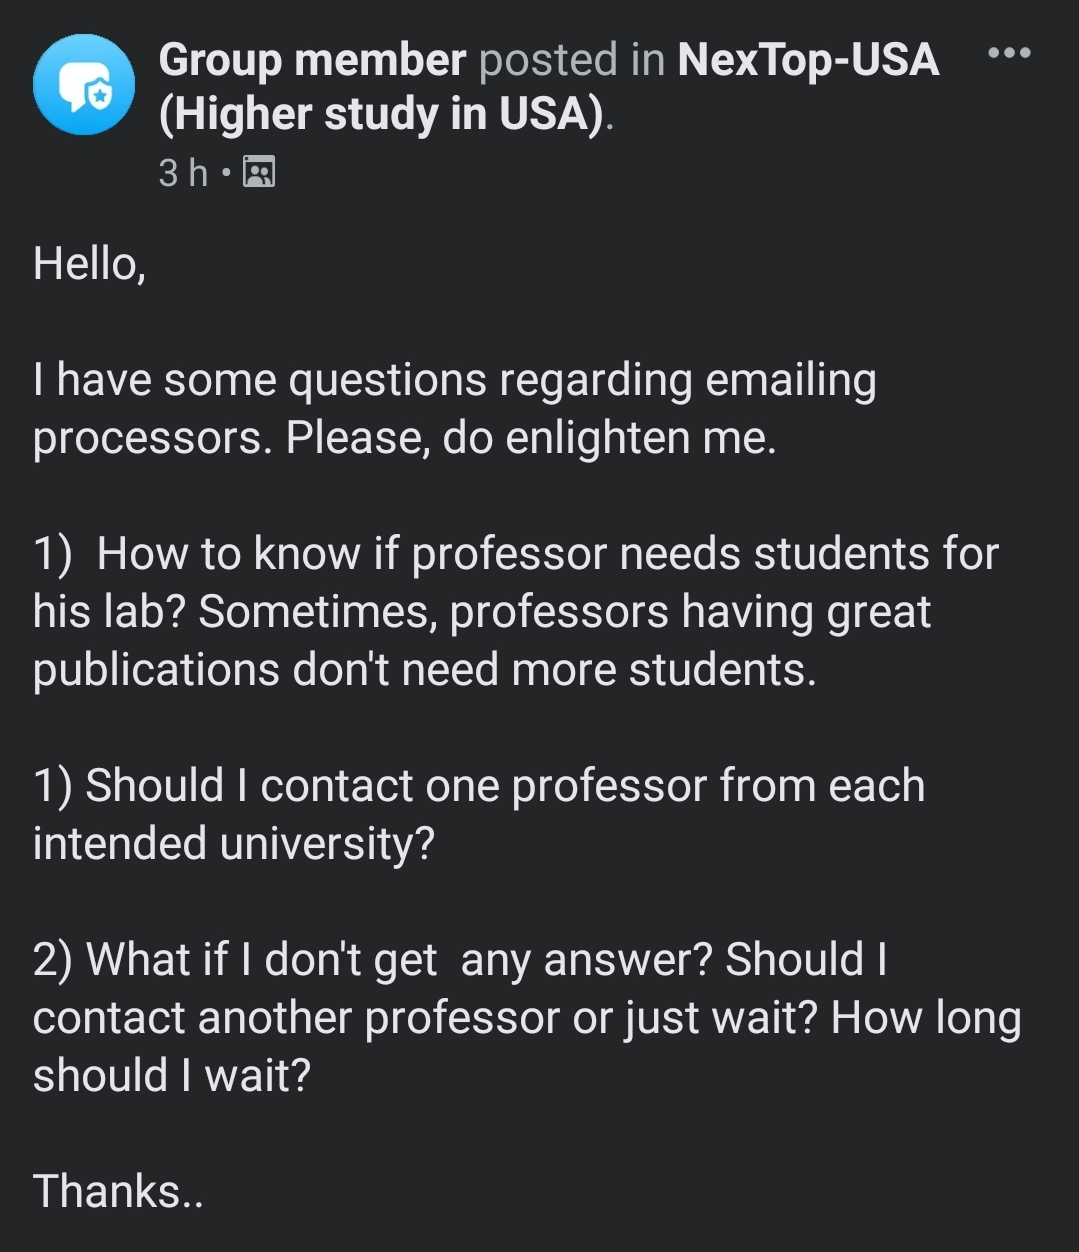 Group member posted in NexTop-USA
(Higher study in USA).
3 h •
Hello,
I have some questions regarding emailing
processors. Please, do enlighten me.
1)  How to know if professor needs students for
his lab? Sometimes, professors having great
publications don't need more students.
1) Should I contact one professor from each
intended university?
2) What if I don't get  any answer? Should I
contact another professor or just wait? How long
should I wait?
Thanks..